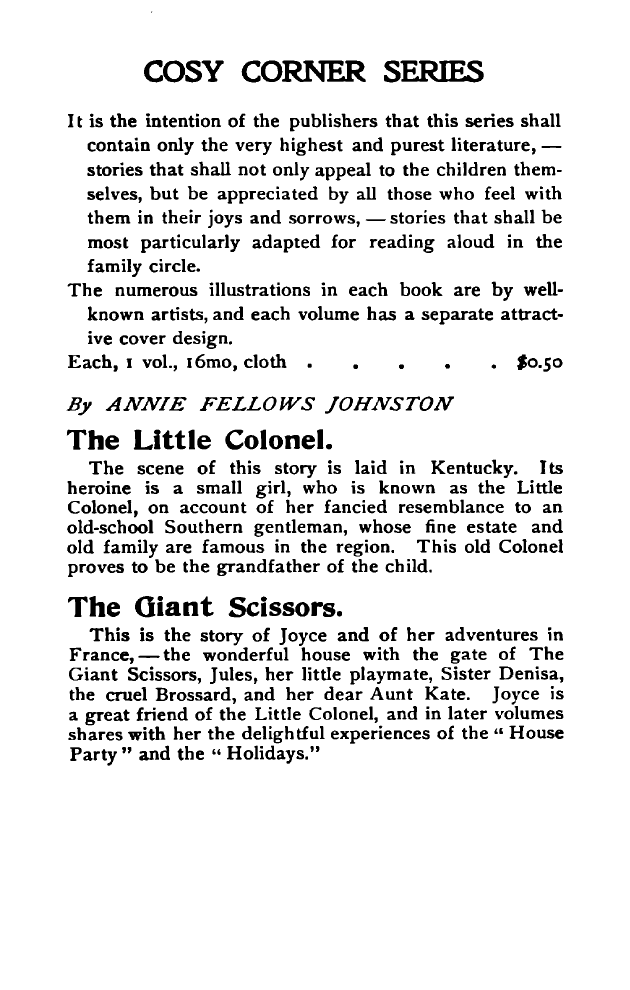 COSY CORNER SERIES
It is the intention of the publishers that this series shall
contain only the very highest and purest literature, —
stories that shall not only appeal to the children them-
selves, but be appreciated by all those who feel with
them in their joys and sorrows, — stories that shall be
most particularly adapted for reading aloud in the
family circle.
The numerous illustrations in each book are by well-
known artists, and each volume has a separate attract-
ive cover design.
Each, 1 vol., 16mo, cloth . . . . . $0.50
By ANNIE FELLOWS JOHNSTON
The Little Colonel.
The scene of this story is laid in Kentucky. Its
heroine is a small girl, who is known as the Little
Colonel, on account of her fancied resemblance to an
old-school Southern gentleman, whose fine estate and
old family are famous in the region. This old Colonel
proves to be the grandfather of the child.
The Giant Scissors.
This is the story of Joyce and of her adventures in
France, — the wonderful house with the gate of The
Giant Scissors, Jules, her little playmate, Sister Denisa,
the cruel Brossard, and her dear Aunt Kate. Joyce is
a great friend of the Little Colonel, and in later volumes
shares with her the delightful experiences of the “ House
Party ” and the “ Holidays.”